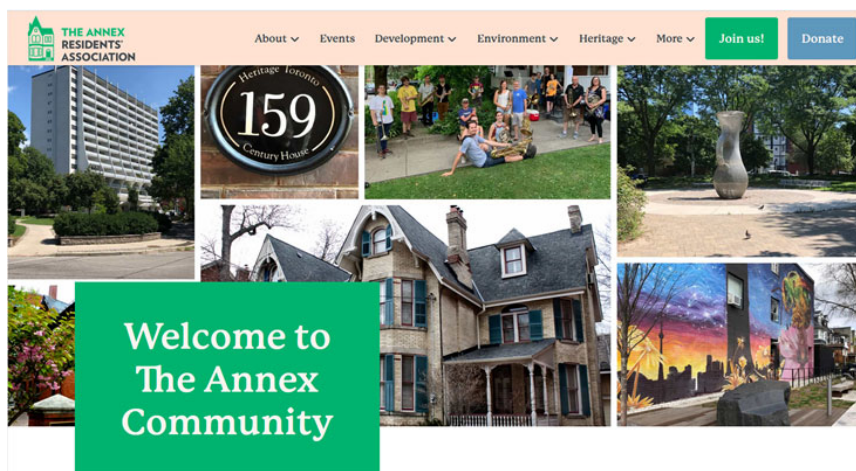 THE ANNEX
RESIDENTS'
ASSOCIATION
About Events Development Environment Heritage More Join us! Donate
Heritage Toronto
159
Century House
Welcome to
The Annex
Community